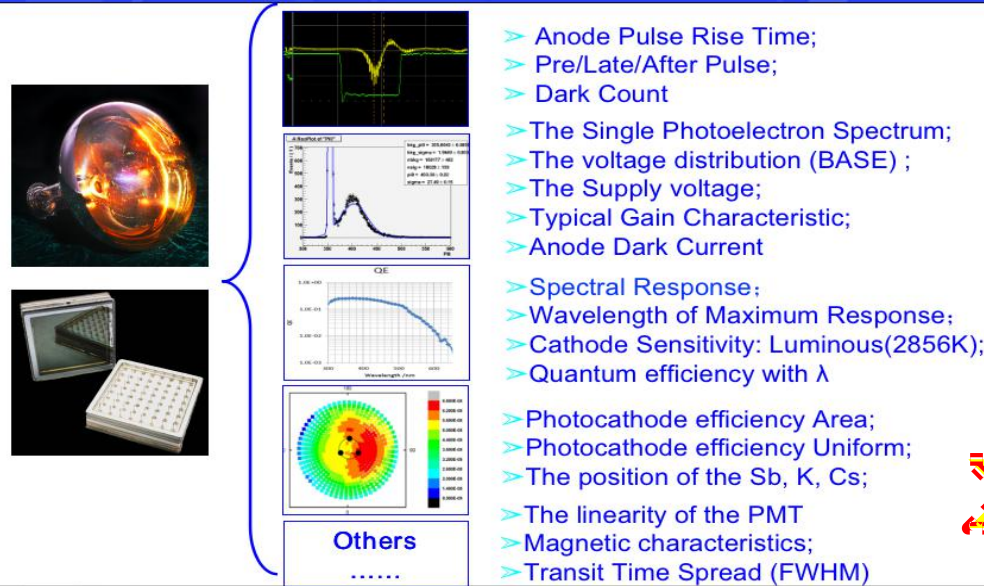 ➢ Anode Pulse Rise Time;
➢ Pre/Late/After Pulse;
➢ Dark Count
➢The Single Photoelectron Spectrum;
➢The voltage distribution (BASE) ;
➢The Supply voltage;
➢Typical Gain Characteristic;
➢Anode Dark Current
QE
Wavelength /nm
➢Spectral Response;
➢Wavelength of Maximum Response;
➢Cathode Sensitivity: Luminous(2856K);
➢Quantum efficiency with λ
➢Photocathode efficiency Area;
➢Photocathode efficiency Uniform;
➢The position of the Sb, K, Cs;
Others
......
➢The linearity of the PMT
➢Magnetic characteristics;
➢Transit Time Spread (FWHM)